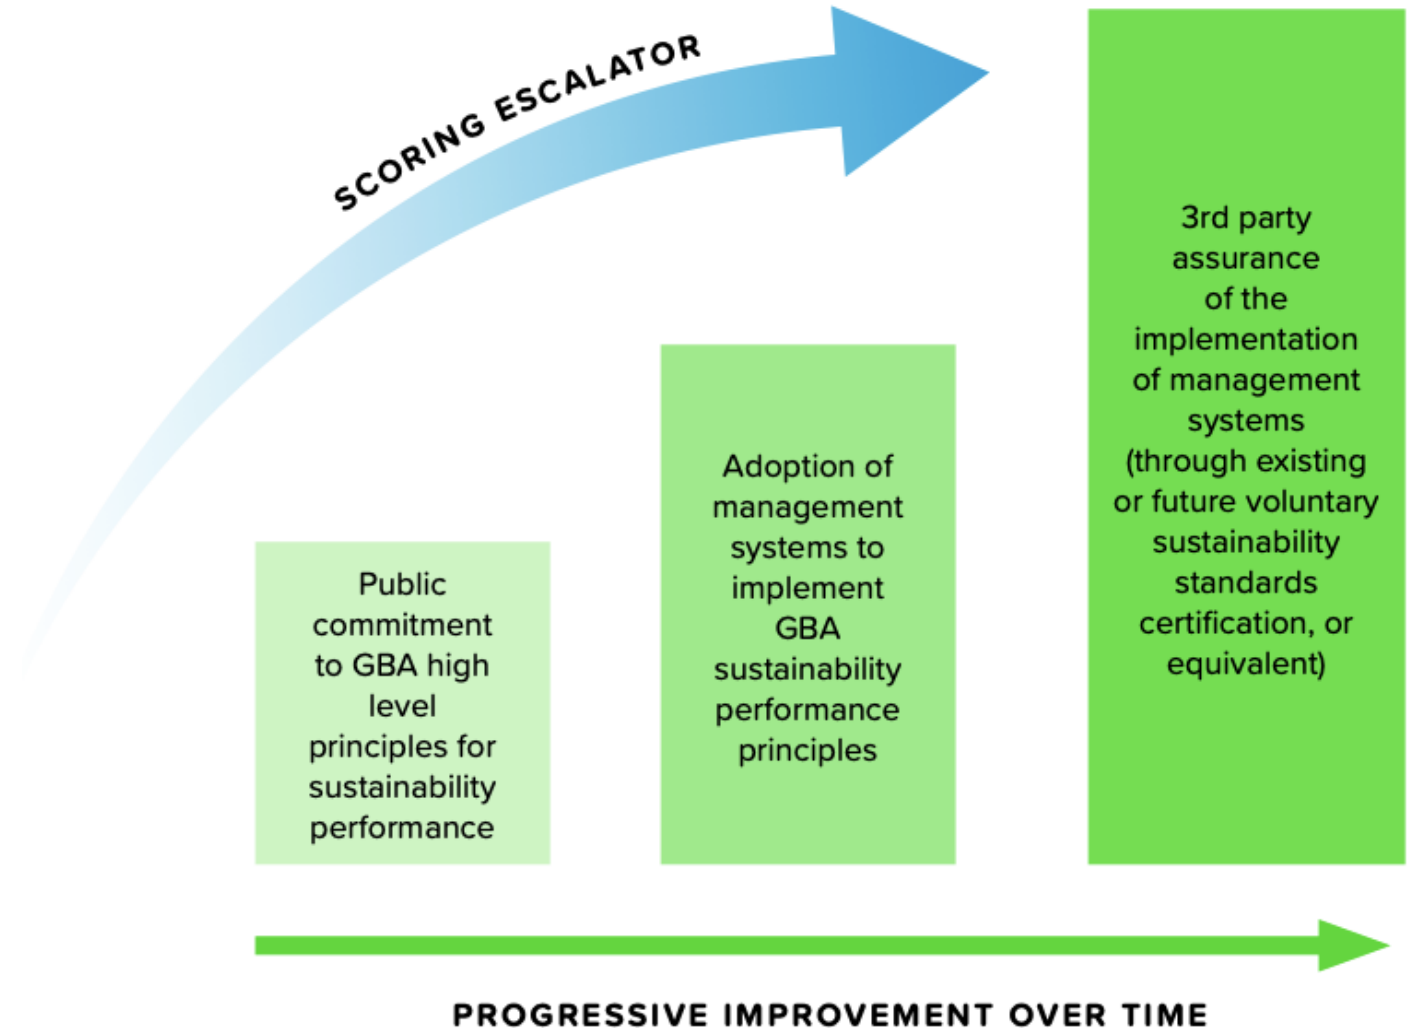 SCORING ESCALATOR
Public
commitment
to GBA high
level
principles for
sustainability
performance
Adoption of
management
systems to
implement
GBA
sustainability
performance
principles
3rd party
assurance
of the
implementation
of management
systems
(through existing
or future voluntary
sustainability
standards
certification, or
equivalent)
PROGRESSIVE IMPROVEMENT OVER TIME